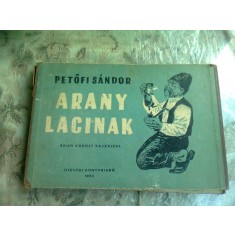 PETŐFI SÁNDOR
ARANY
LACINAK
IFJÚSÁGI KÖNYVKIADÓ